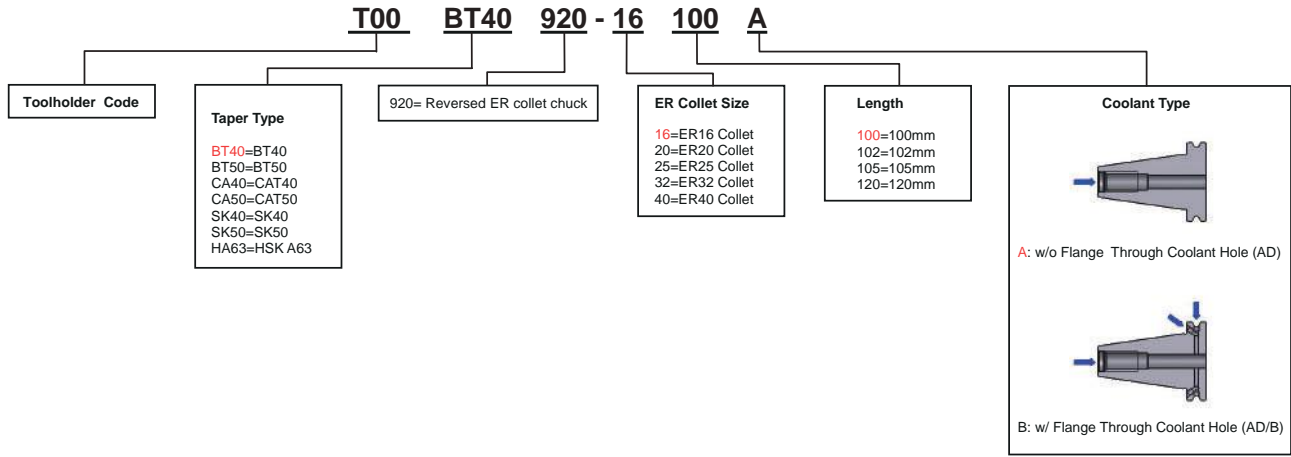 T00 BT40 920 - 16 100 A
Toolholder Code
Taper Type
BT40=BT40
BT50=BT50
CA40=CAT40
CA50=CAT50
SK40=SK40
SK50=SK50
HA63=HSK A63
920= Reversed ER collet chuck
ER Collet Size
16=ER16 Collet
20=ER20 Collet
25=ER25 Collet
32=ER32 Collet
40=ER40 Collet
Length
100=100mm
102=102mm
105=105mm
120=120mm
Coolant Type
A: w/o Flange Through Coolant Hole (AD)
B: w/ Flange Through Coolant Hole (AD/B)